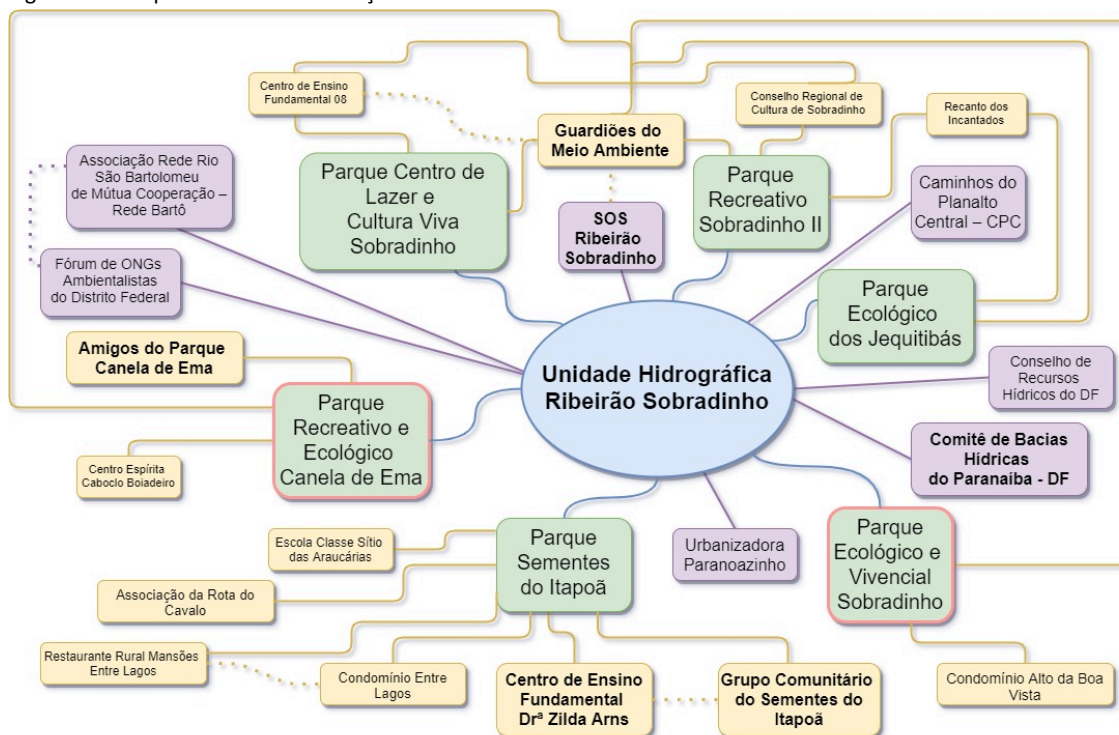 Centro de Ensino
Fundamental 08
Conselho Regional de
Cultura de Sobradinho
Recanto dos
Incantados
Guardiões do
Meio Ambiente
Associação Rede Rio
São Bartolomeu
de Mútua Cooperação –
Rede Bartô
Parque Centro de
Lazer e
Cultura Viva
Sobradinho
Parque
Recreativo
Sobradinho II
Caminhos do
Planalto
Central – CPC
SOS
Ribeirão
Sobradinho
Fórum de ONGs
Ambientalistas
do Distrito Federal
Parque
Ecológico
dos Jequitibás
Amigos do Parque
Canela de Ema
Unidade Hidrográfica
Ribeirão Sobradinho
Conselho de
Recursos
Hídricos do DF
Parque
Recreativo e
Ecológico
Canela de Ema
Comitê de Bacias
Hídricas
do Paranaíba - DF
Centro Espírita
Caboclo Boiadeiro
Escola Classe Sítio
das Araucárias
Parque
Sementes
do Itapoã
Urbanizadora
Paranoazinho
Parque
Ecológico e
Vivencial
Sobradinho
Associação da Rota do
Cavalo
Restaurante Rural Mansões
Entre Lagos
Condomínio Entre
Lagos
Centro de Ensino
Fundamental
Drª Zilda Arns
Grupo Comunitário
do Sementes do
Itapoã
Condomínio Alto da Boa
Vista